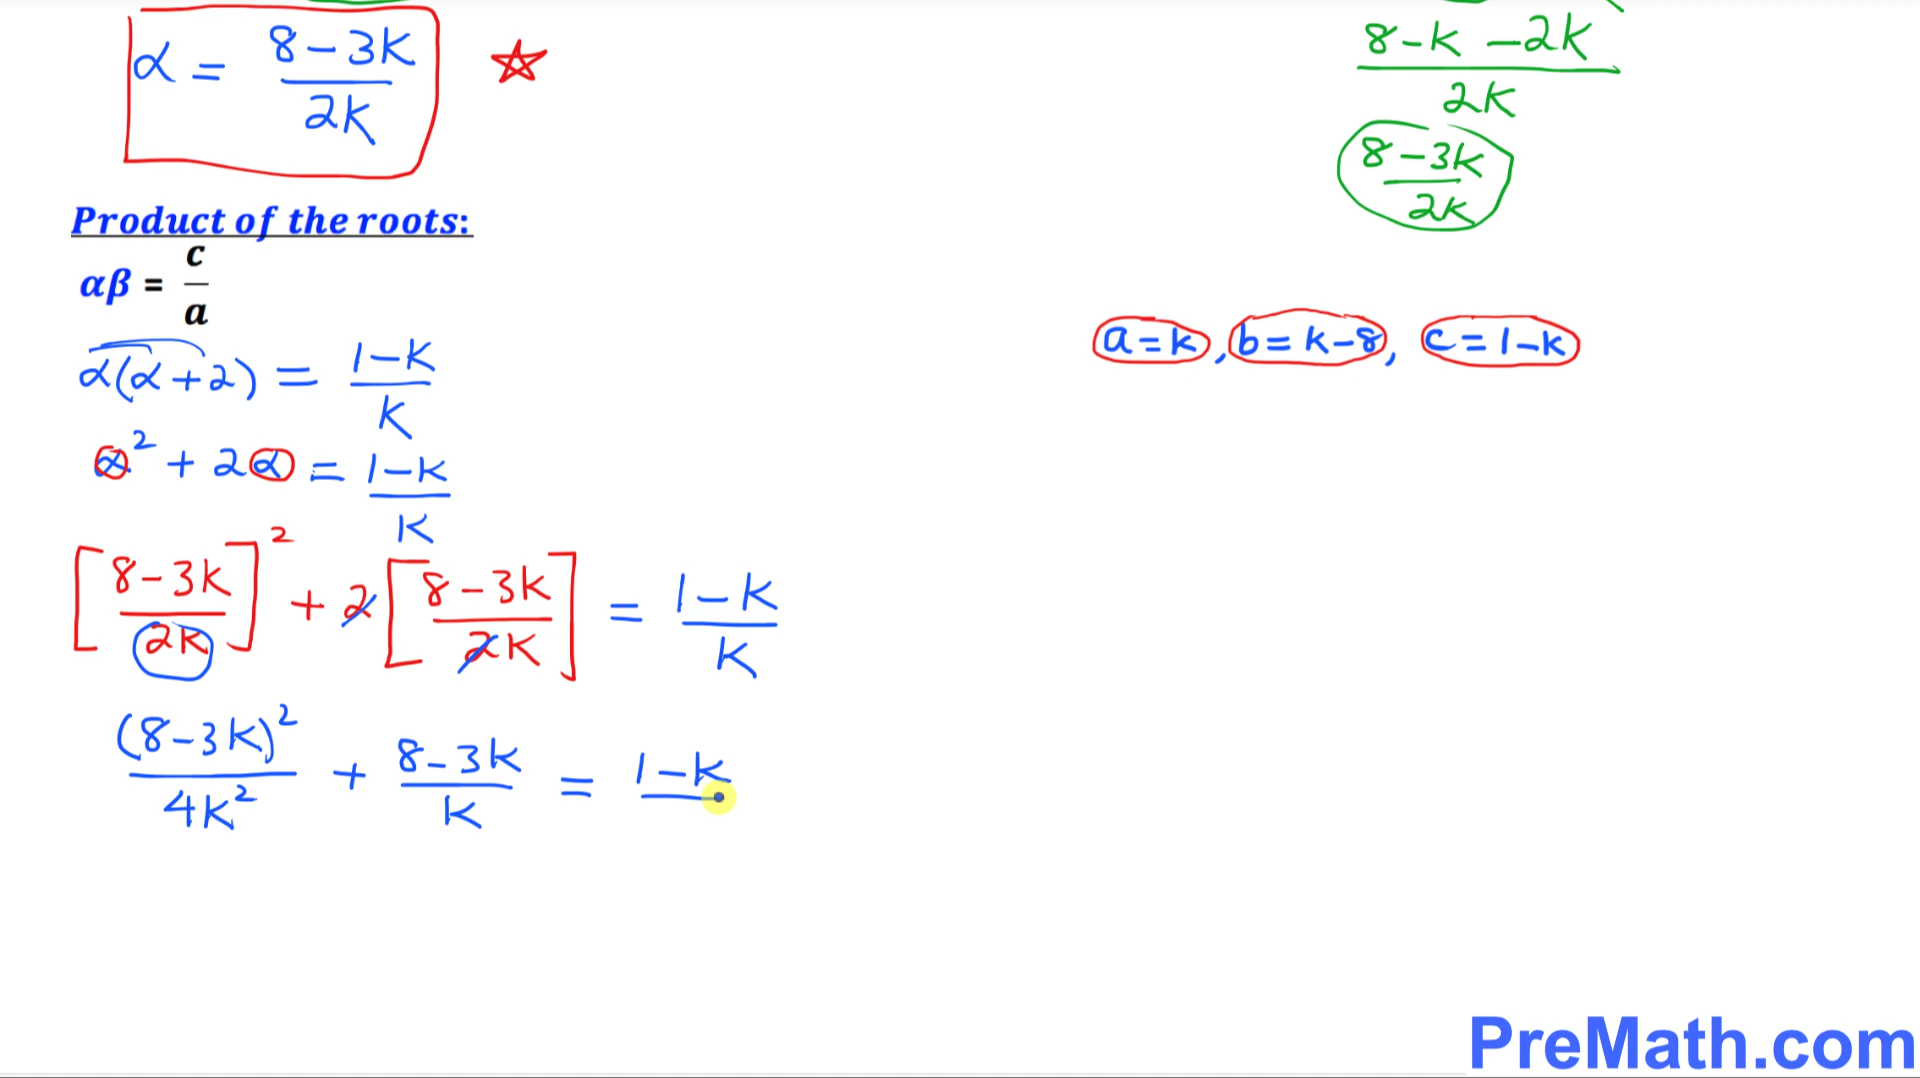 α = (8-3k)/(2k)
8-k-2k
2k
8-3k
2k
Product of the roots:
αβ = c/a
a=k, b=k-8, c=1-k
α(α+2) = (1-k)/k
α² + 2α = (1-k)/k
[(8-3k)/(2k)]² + 2[(8-3k)/(2k)] = (1-k)/k
(8-3k)²/(4k²) + (8-3k)/k = 1-k
PreMath.com